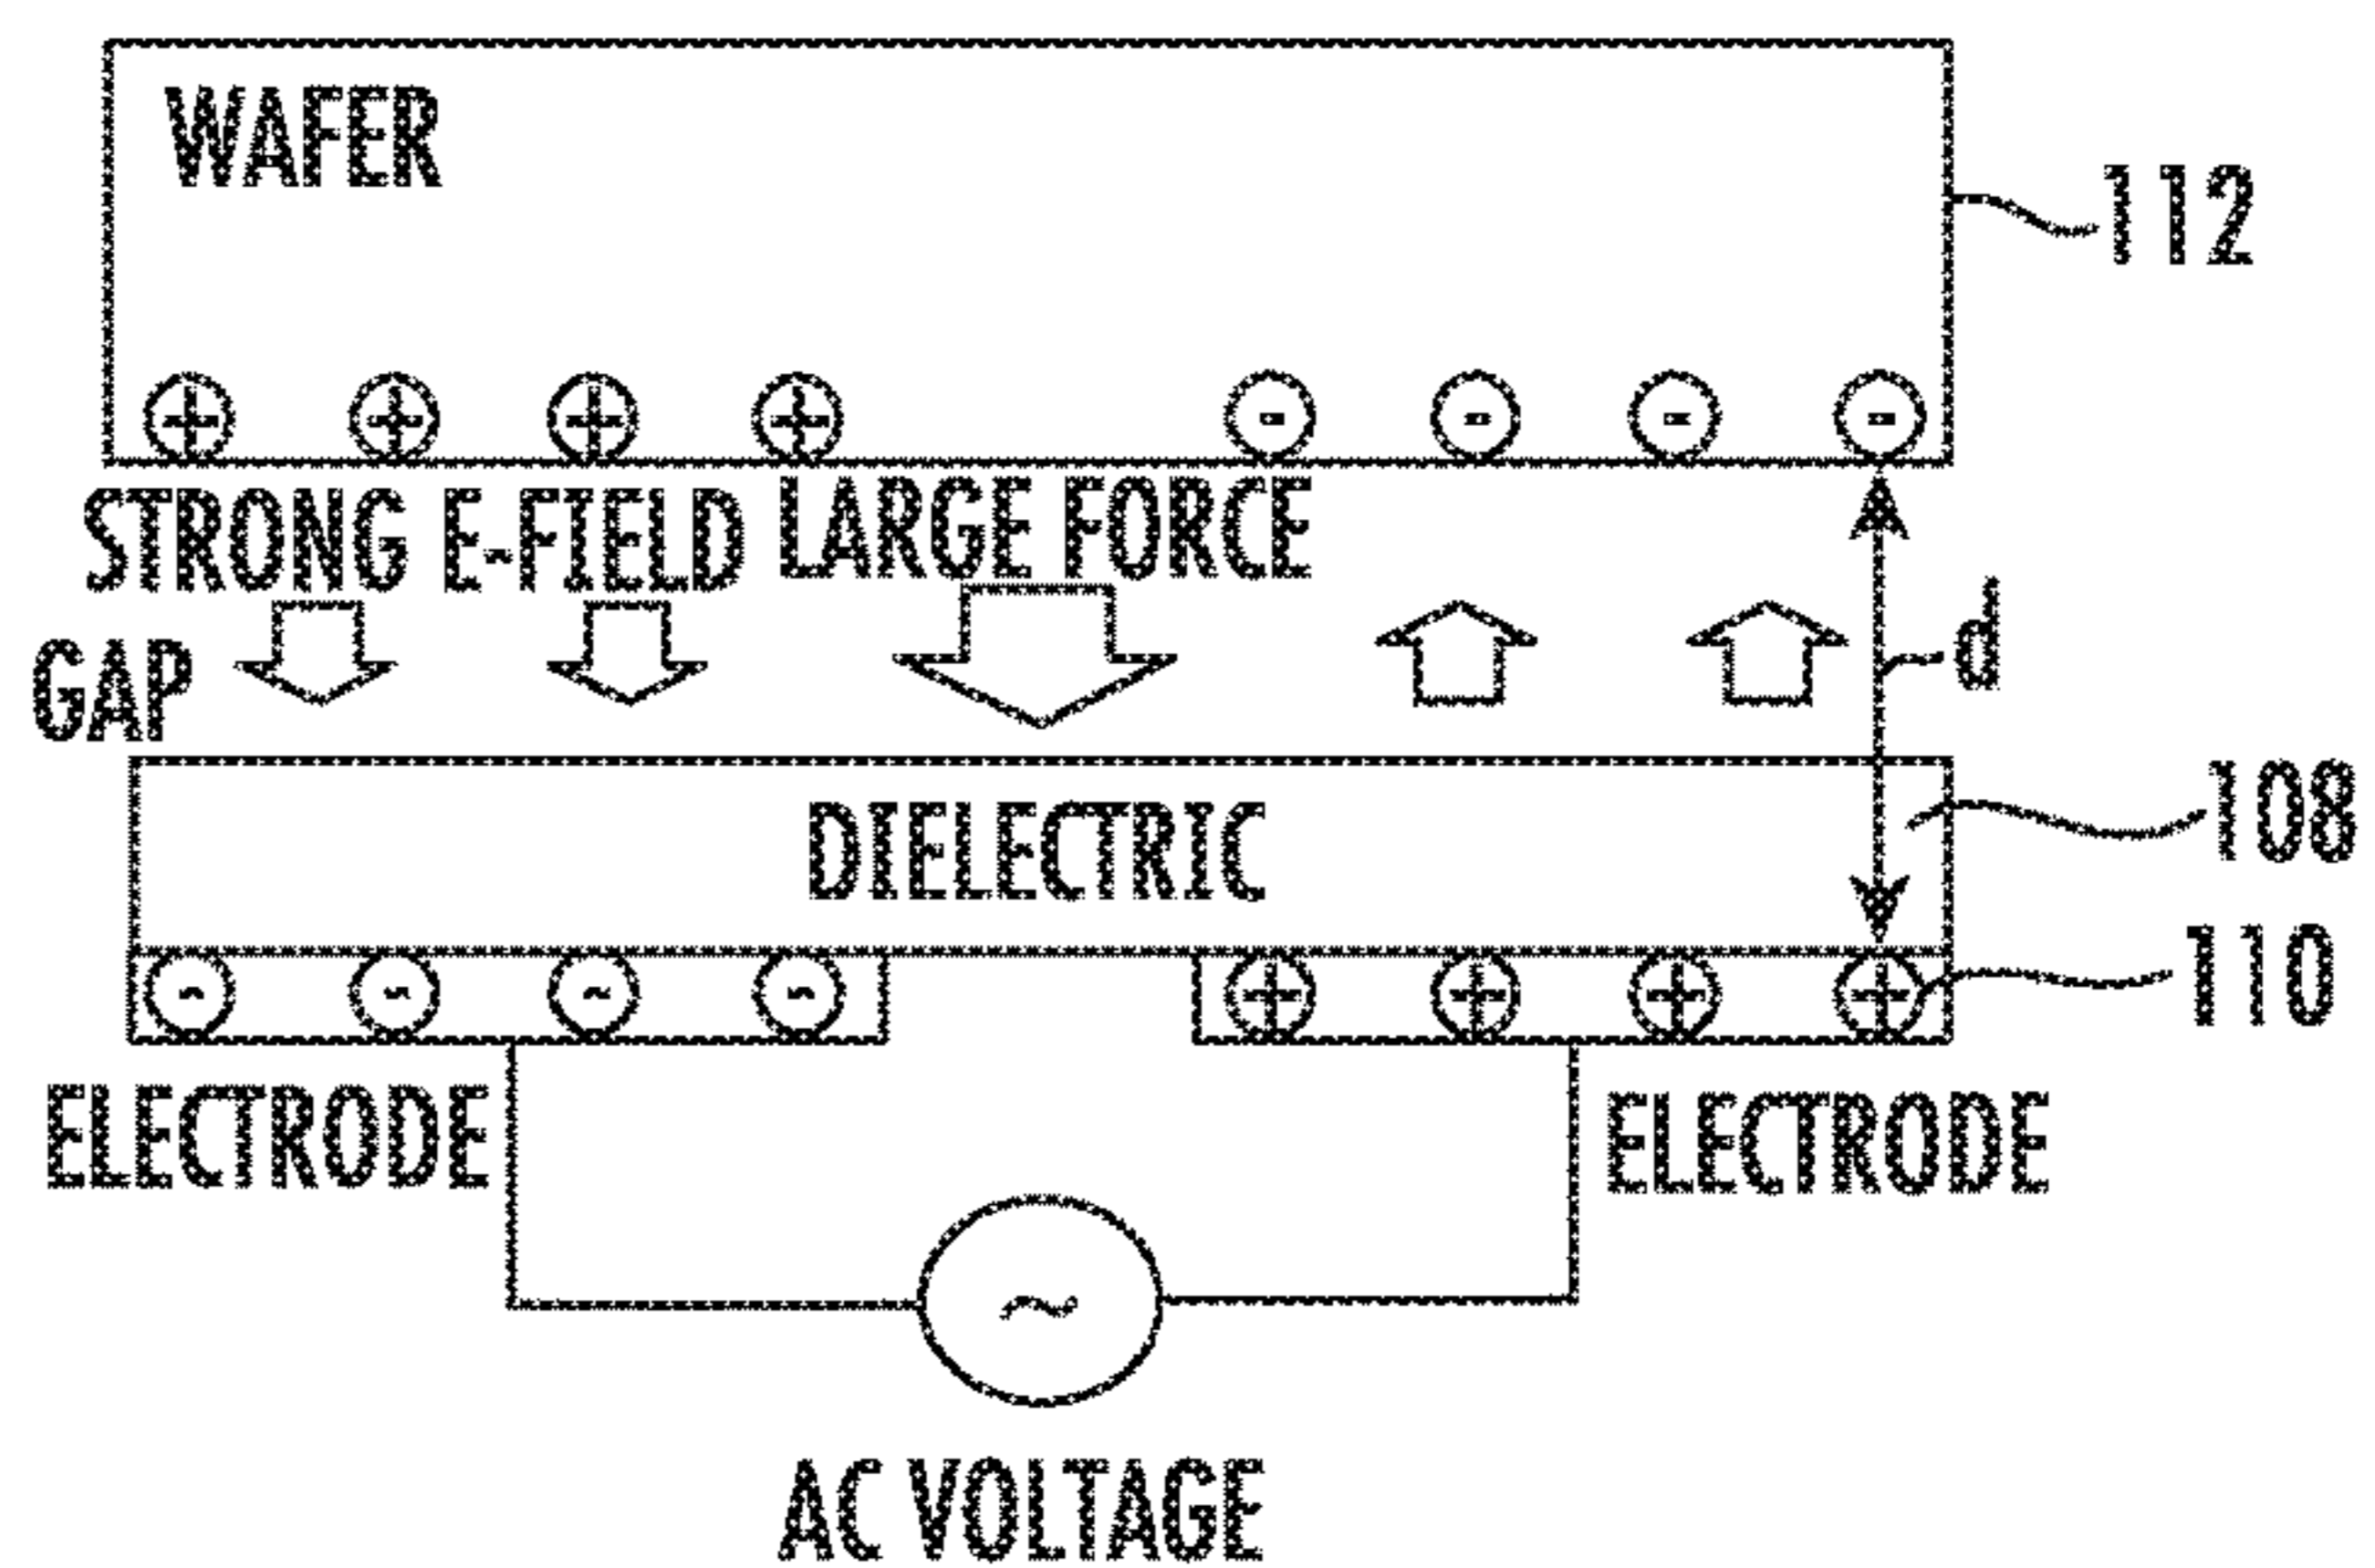 WAFER
112
+ + + + - - - -
STRONG E-FIELD LARGE FORCE
GAP
d
DIELECTRIC
108
110
- - - - + + + +
ELECTRODE
ELECTRODE
~
AC VOLTAGE